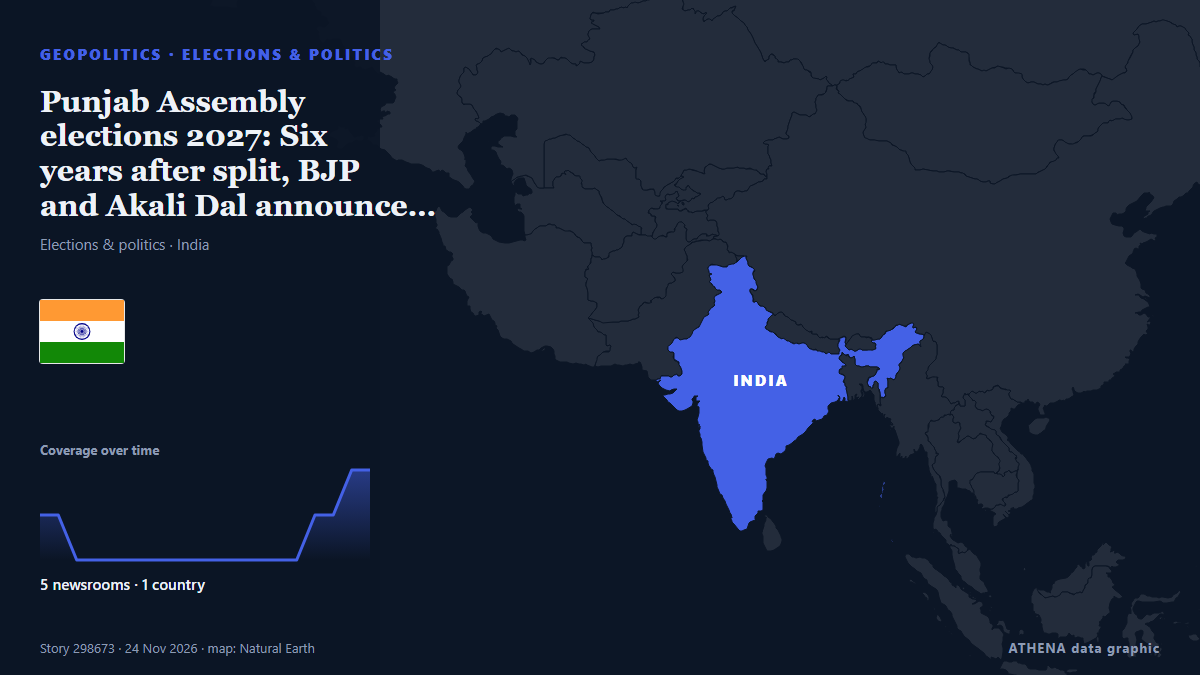 GEOPOLITICS · ELECTIONS & POLITICS
Punjab Assembly
elections 2027: Six
years after split, BJP
and Akali Dal announce...
Elections & politics · India
INDIA
Coverage over time
5 newsrooms · 1 country
Story 298673 · 24 Nov 2026 · map: Natural Earth
ATHENA data graphic